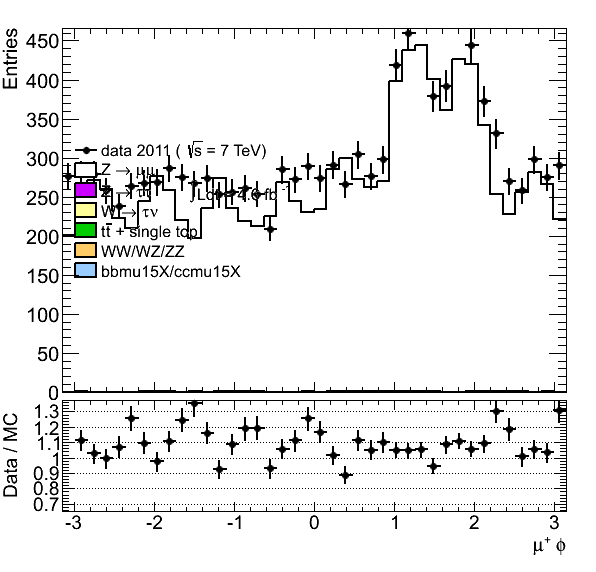 Entries
450
400
350
300
250
200
150
100
50
0
data 2011 ( √s = 7 TeV)
Z → μμ
Z → ττ
W → τν
tt̄ + single top
WW/WZ/ZZ
bbmu15X/ccmu15X
Data / MC
1.3
1.2
1.1
1
0.9
0.8
0.7
-3 -2 -1 0 1 2 3
μ⁺ ϕ